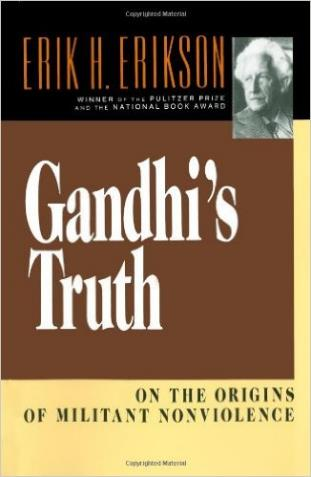 Copyrighted Material
ERIK H. ERIKSON
WINNER OF THE PULITZER PRIZE
AND THE NATIONAL BOOK AWARD
Gandhi's
Truth
ON THE ORIGINS
OF MILITANT NONVIOLENCE
Copyrighted Material